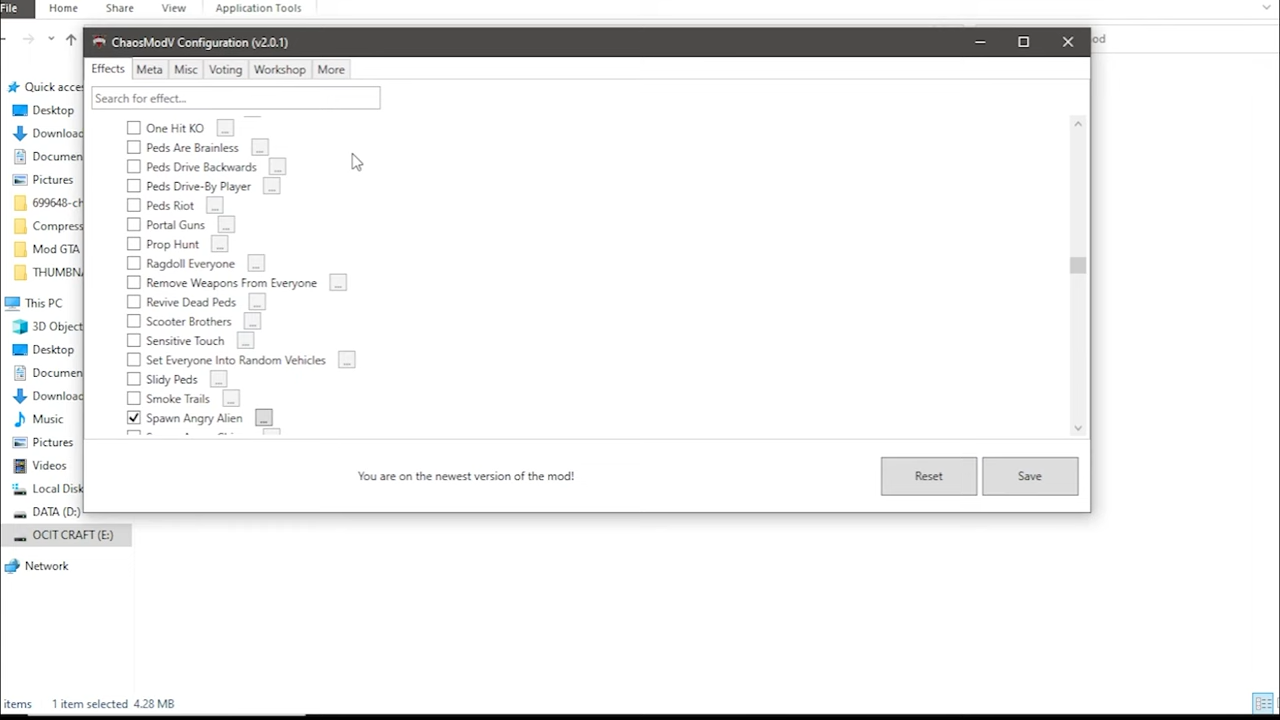 File Home Share View Application Tools
od
ChaosModV Configuration (v2.0.1)
Effects Meta Misc Voting Workshop More
Search for effect...
One Hit KO ...
Peds Are Brainless ...
Peds Drive Backwards ...
Peds Drive-By Player ...
Peds Riot ...
Portal Guns ...
Prop Hunt ...
Ragdoll Everyone ...
Remove Weapons From Everyone ...
Revive Dead Peds ...
Scooter Brothers ...
Sensitive Touch ...
Set Everyone Into Random Vehicles ...
Slidy Peds ...
Smoke Trails ...
Spawn Angry Alien ...
You are on the newest version of the mod!
Reset
Save
Quick acces
Desktop
Downloac
Documen
Pictures
699648-ch
Compress
Mod GTA
THUMBNA
This PC
3D Object
Desktop
Documen
Downloac
Music
Pictures
Videos
Local Disk
DATA (D:)
OCIT CRAFT (E:)
Network
items 1 item selected 4.28 MB